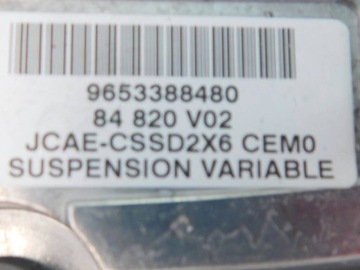 9653388480
84 820 V02
JCAE-CSSD2X6 CEM0
SUSPENSION VARIABLE